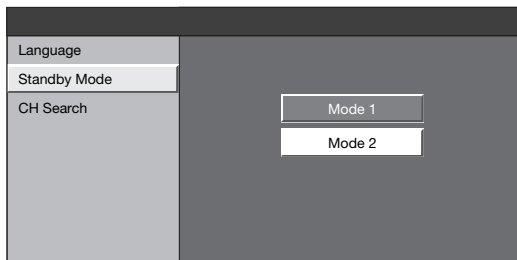 Language
Standby Mode
CH Search
Mode 1
Mode 2